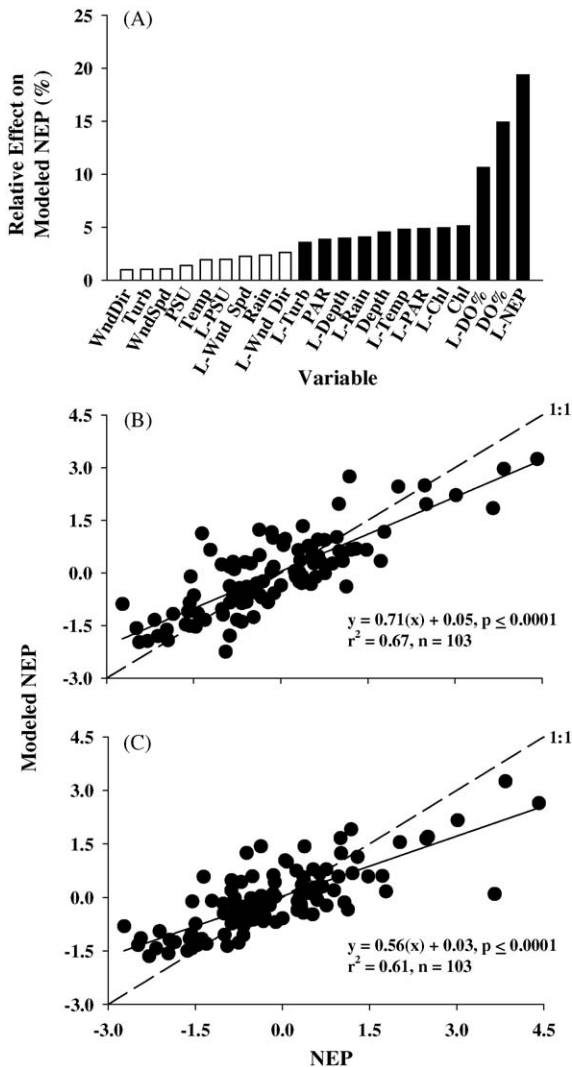 (A)
25
20
15
10
5
0
Relative Effect on
Modeled NEP (%)
WndDir
Turb
WndSpd
PSU
Temp
L-PSU
L-Wnd Spd
Rain
L-Wnd Dir
L-Turb
PAR
L-Depth
L-Rain
Depth
L-Temp
L-PAR
L-Chl
Chl
L-DO%
DO%
L-NEP
Variable
(B)
1:1
4.5
3.0
1.5
0.0
-1.5
-3.0
y = 0.71(x) + 0.05, p ≤ 0.0001
r² = 0.67, n = 103
Modeled NEP
(C)
1:1
4.5
3.0
1.5
0.0
-1.5
-3.0
y = 0.56(x) + 0.03, p ≤ 0.0001
r² = 0.61, n = 103
-3.0 -1.5 0.0 1.5 3.0 4.5
NEP